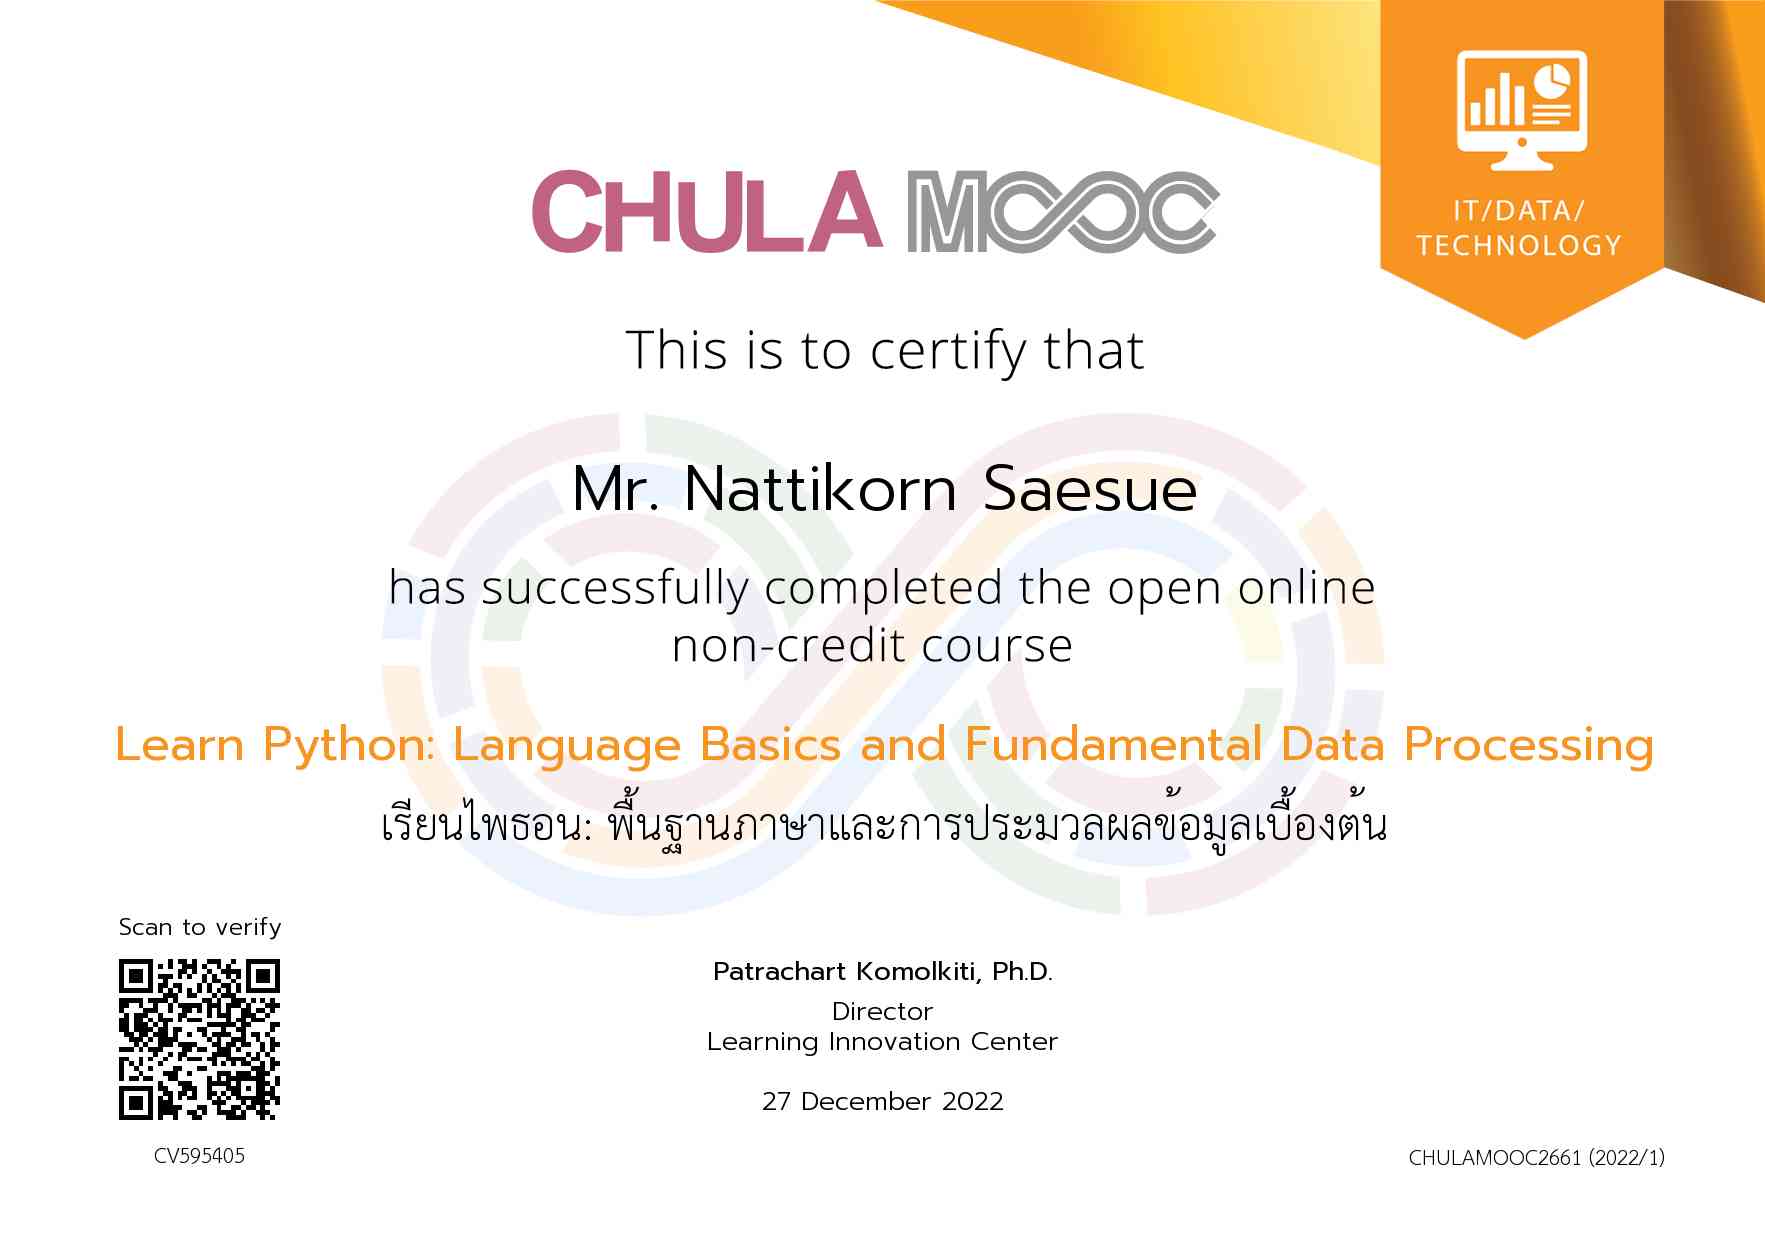 IT/DATA/
TECHNOLOGY
CHULA MOOC
This is to certify that
Mr. Nattikorn Saesue
has successfully completed the open online
non-credit course
Learn Python: Language Basics and Fundamental Data Processing
เรียนไพธอน: พื้นฐานภาษาและการประมวลผลข้อมูลเบื้องต้น
Scan to verify
Patrachart Komolkiti, Ph.D.
Director
Learning Innovation Center
27 December 2022
CV595405
CHULAMOOC2661 (2022/1)